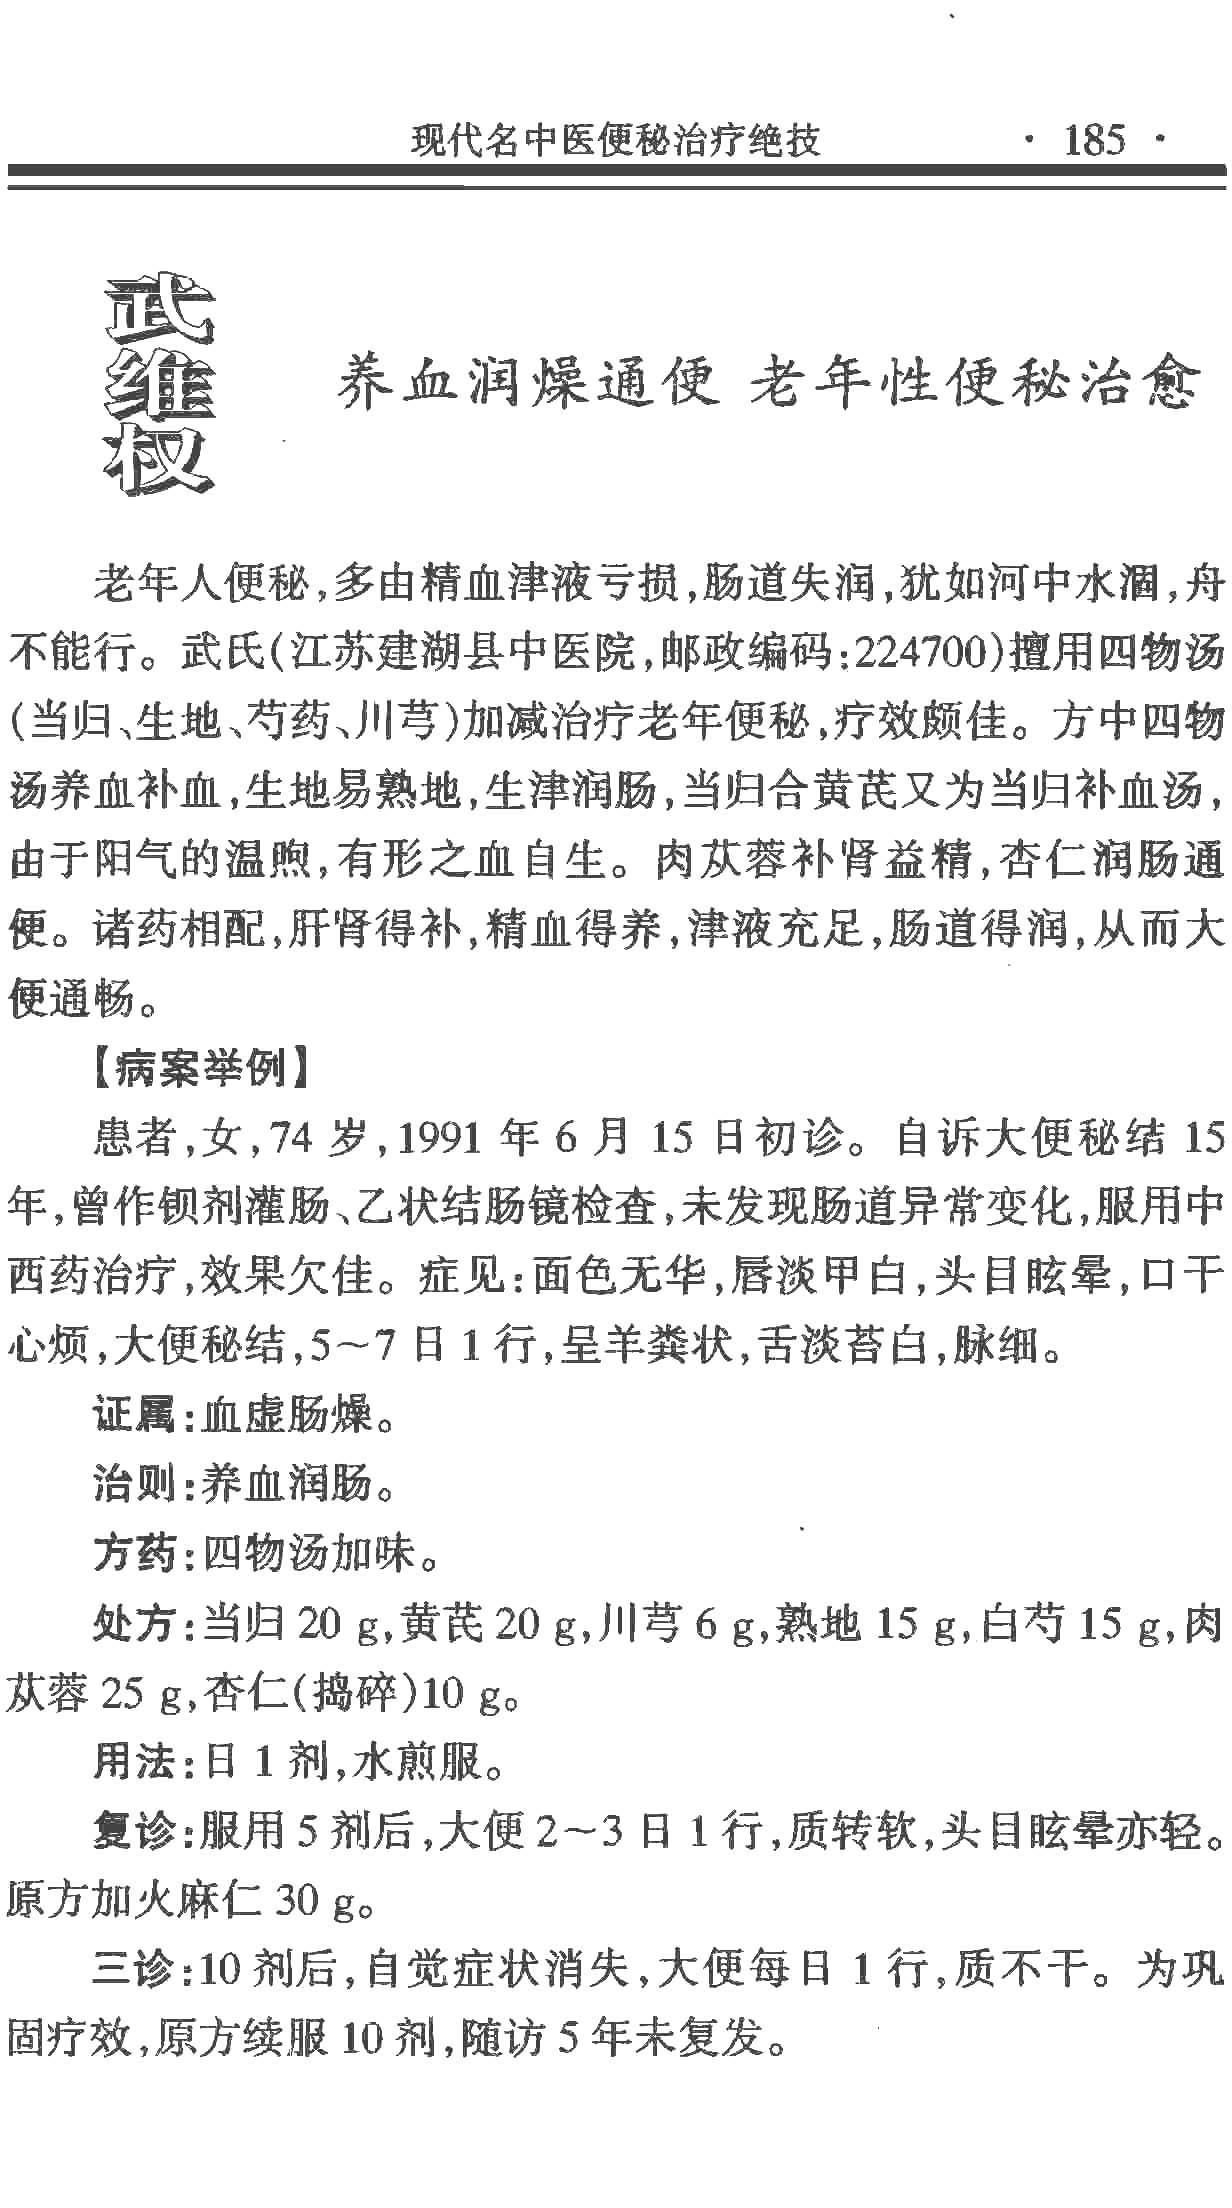 现代名中医便秘治疗绝技 · 185 ·
武维权
养血润燥通便 老年性便秘治愈
老年人便秘,多由精血津液亏损,肠道失润,犹如河中水涸,舟
不能行。武氏(江苏建湖县中医院,邮政编码:224700)擅用四物汤
(当归、生地、芍药、川芎)加减治疗老年便秘,疗效颇佳。方中四物
汤养血补血,生地易熟地,生津润肠,当归合黄芪又为当归补血汤,
由于阳气的温煦,有形之血自生。肉苁蓉补肾益精,杏仁润肠通
便。诸药相配,肝肾得补,精血得养,津液充足,肠道得润,从而大
便通畅。
【病案举例】
患者,女,74 岁,1991 年 6 月 15 日初诊。自诉大便秘结 15
年,曾作钡剂灌肠、乙状结肠镜检查,未发现肠道异常变化,服用中
西药治疗,效果欠佳。症见:面色无华,唇淡甲白,头目眩晕,口干
心烦,大便秘结,5～7 日 1 行,呈羊粪状,舌淡苔白,脉细。
证属:血虚肠燥。
治则:养血润肠。
方药:四物汤加味。
处方:当归 20 g,黄芪 20 g,川芎 6 g,熟地 15 g,白芍 15 g,肉
苁蓉 25 g,杏仁(捣碎)10 g。
用法:日 1 剂,水煎服。
复诊:服用 5 剂后,大便 2～3 日 1 行,质转软,头目眩晕亦轻。
原方加火麻仁 30 g。
三诊:10 剂后,自觉症状消失,大便每日 1 行,质不干。为巩
固疗效,原方续服 10 剂,随访 5 年未复发。